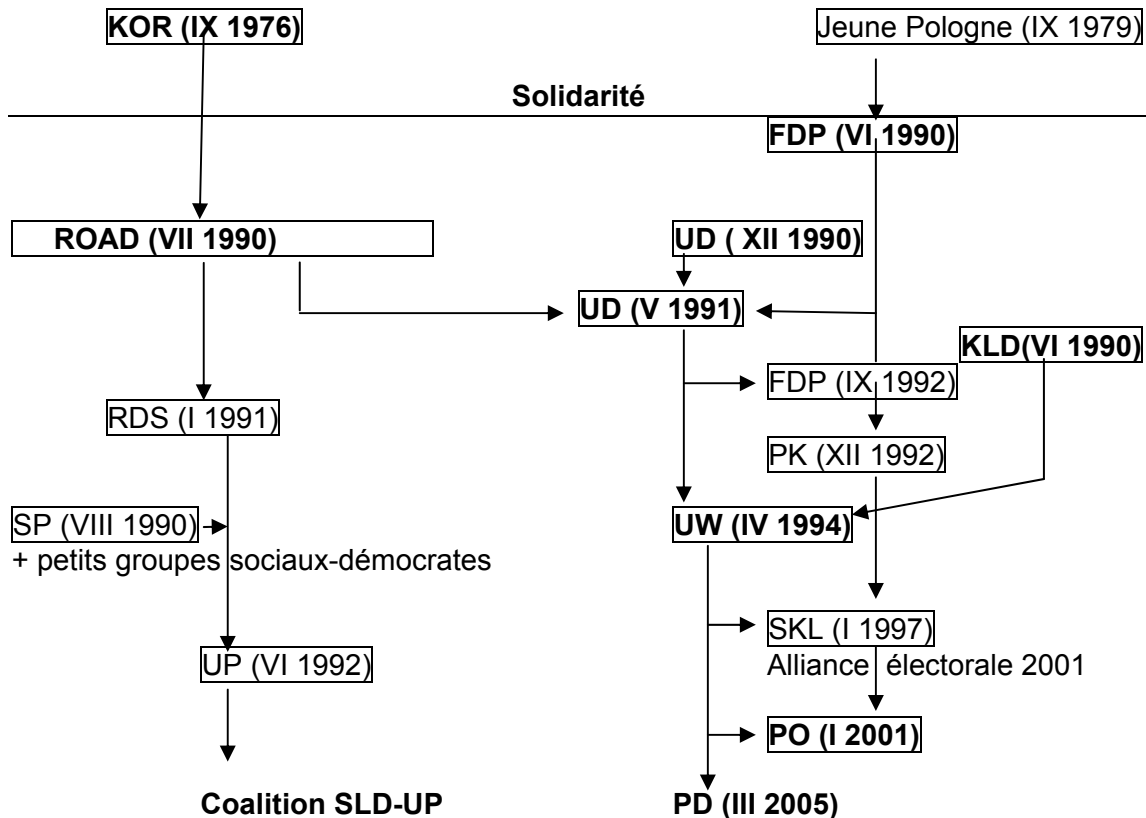 KOR (IX 1976)
Jeune Pologne (IX 1979)
Solidarité
FDP (VI 1990)
ROAD (VII 1990)
UD ( XII 1990)
UD (V 1991)
KLD(VI 1990)
FDP (IX 1992)
RDS (I 1991)
PK (XII 1992)
SP (VIII 1990)
UW (IV 1994)
+ petits groupes sociaux-démocrates
SKL (I 1997)
UP (VI 1992)
Alliance électorale 2001
PO (I 2001)
Coalition SLD-UP
PD (III 2005)